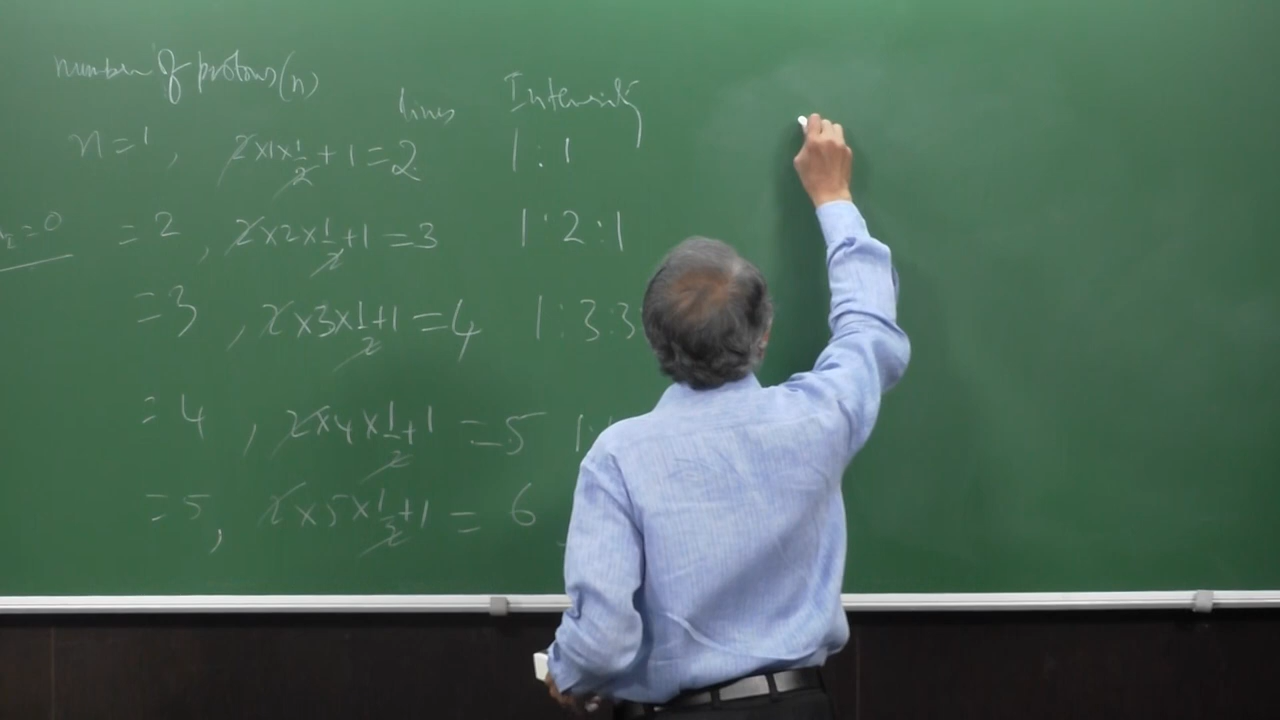 number of protons (n)
lines Intensity
n=1, 2×1×1/2+1=2 1:1
=2, 2×2×1/2+1=3 1:2:1
=0
=3, 2×3×1/2+1=4 1:3:3
=4, 2×4×1/2+1=5 1:
=5, 2×5×1/2+1=6